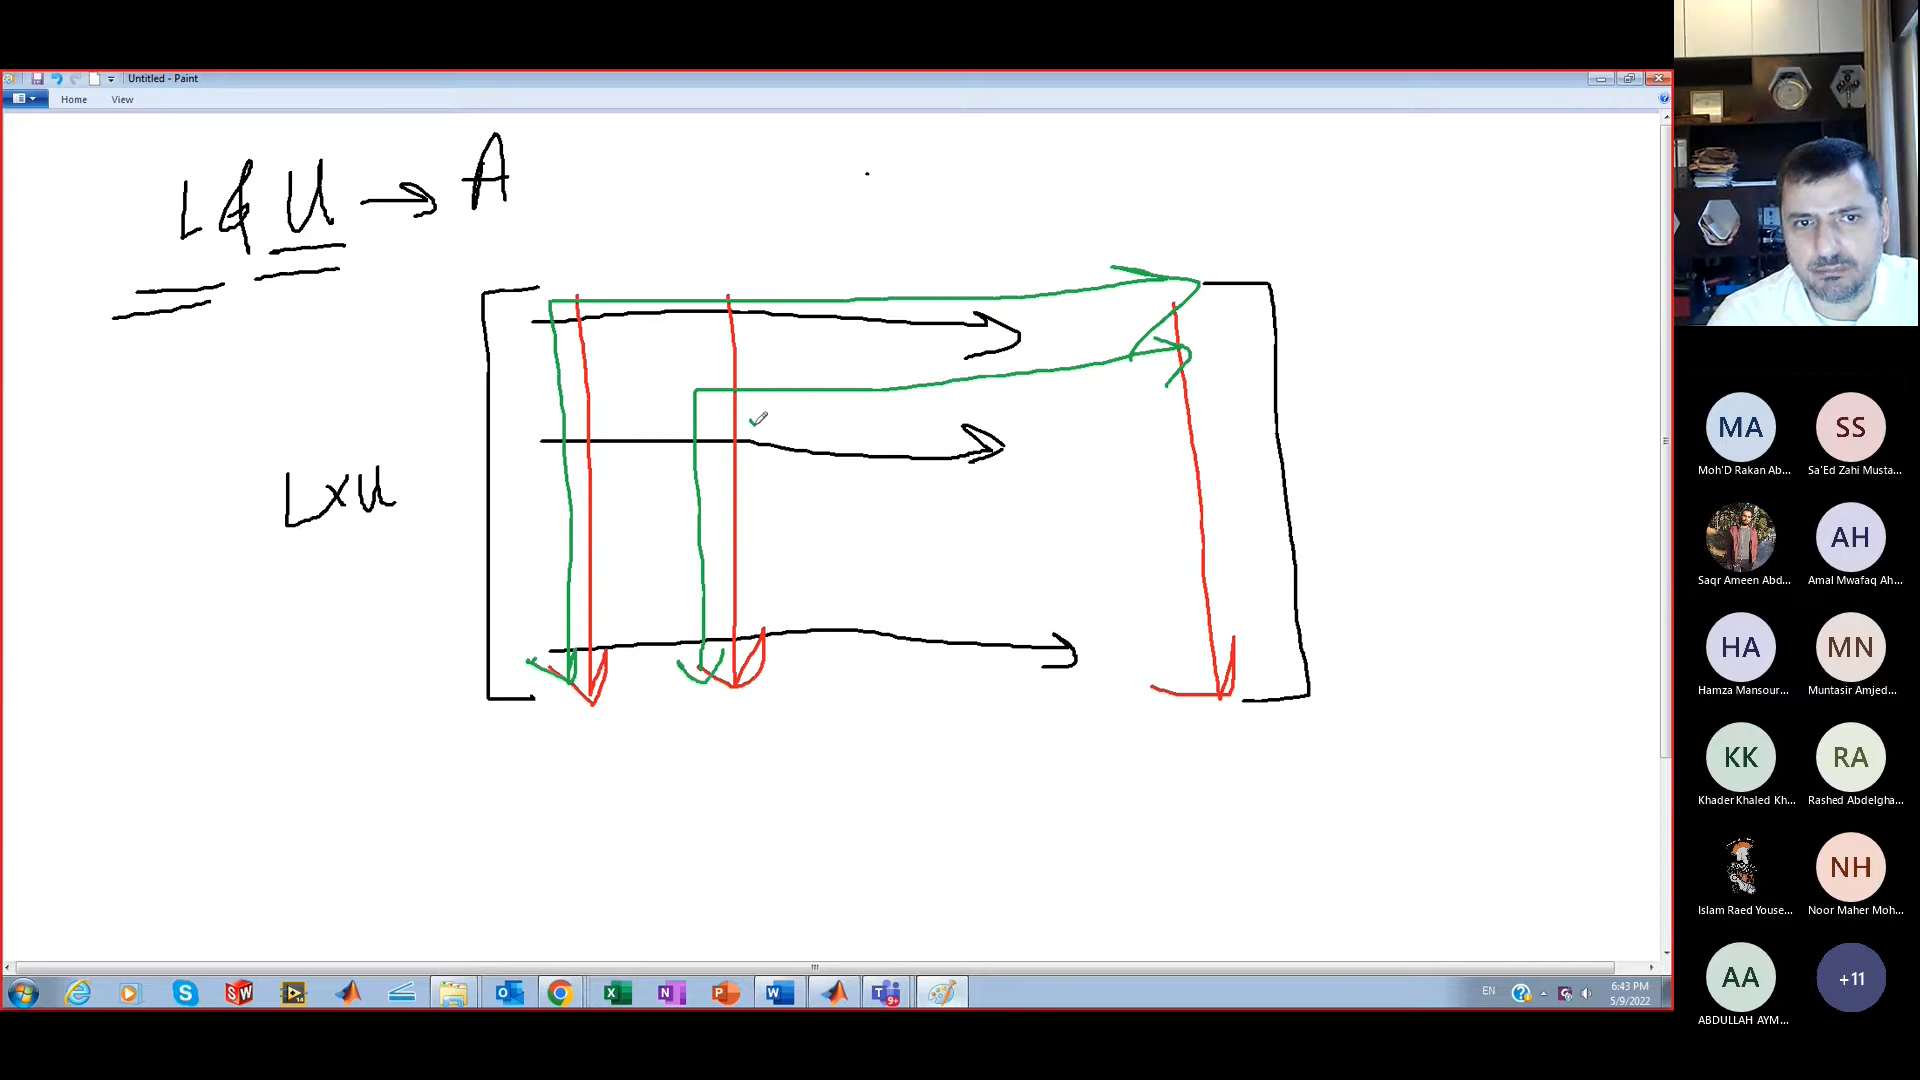 Untitled - Paint
Home
View
L & U → A
L×U
MA
SS
Moh'D Rakan Ab...
Sa'Ed Zahi Musta...
AH
Saqr Ameen Abd...
Amal Mwafaq Ah...
HA
MN
Hamza Mansour...
Muntasir Amjed...
KK
RA
Khader Khaled Kh...
Rashed Abdelgha...
NH
Islam Raed Youse...
Noor Maher Moh...
AA
+11
ABDULLAH AYM...
EN
6:43 PM
5/9/2022
9+